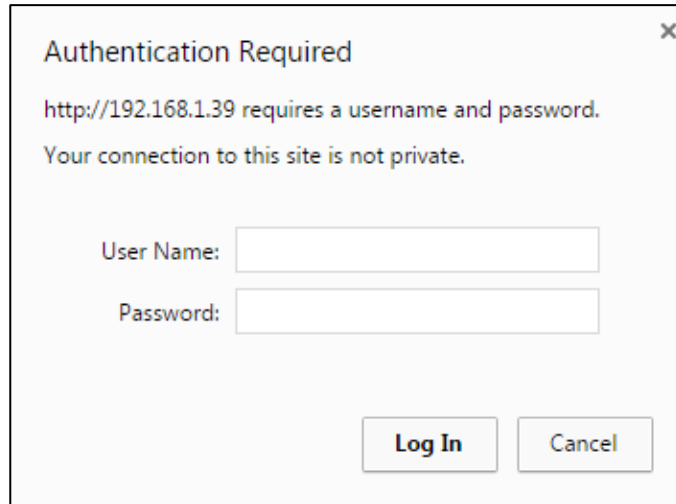 Authentication Required
http://192.168.1.39 requires a username and password.
Your connection to this site is not private.
User Name:
Password:
Log In Cancel